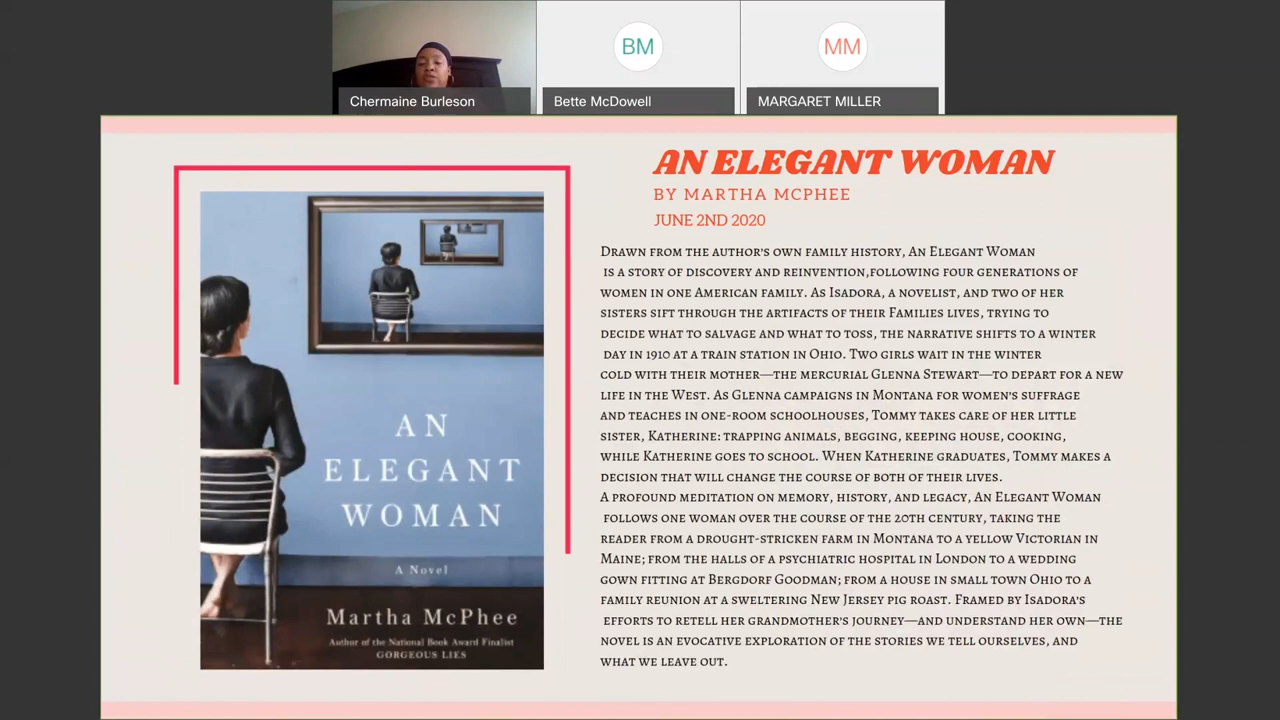 BM
MM
Chermaine Burleson
Bette McDowell
MARGARET MILLER
AN ELEGANT WOMAN
BY MARTHA MCPHEE
JUNE 2ND 2020
DRAWN FROM THE AUTHOR'S OWN FAMILY HISTORY, AN ELEGANT WOMAN
IS A STORY OF DISCOVERY AND REINVENTION,FOLLOWING FOUR GENERATIONS OF
WOMEN IN ONE AMERICAN FAMILY. AS ISADORA, A NOVELIST, AND TWO OF HER
SISTERS SIFT THROUGH THE ARTIFACTS OF THEIR FAMILIES LIVES, TRYING TO
DECIDE WHAT TO SALVAGE AND WHAT TO TOSS, THE NARRATIVE SHIFTS TO A WINTER
DAY IN 1910 AT A TRAIN STATION IN OHIO. TWO GIRLS WAIT IN THE WINTER
COLD WITH THEIR MOTHER—THE MERCURIAL GLENNA STEWART—TO DEPART FOR A NEW
LIFE IN THE WEST. AS GLENNA CAMPAIGNS IN MONTANA FOR WOMEN'S SUFFRAGE
AND TEACHES IN ONE-ROOM SCHOOLHOUSES, TOMMY TAKES CARE OF HER LITTLE
SISTER, KATHERINE: TRAPPING ANIMALS, BEGGING, KEEPING HOUSE, COOKING,
WHILE KATHERINE GOES TO SCHOOL. WHEN KATHERINE GRADUATES, TOMMY MAKES A
DECISION THAT WILL CHANGE THE COURSE OF BOTH OF THEIR LIVES.
A PROFOUND MEDITATION ON MEMORY, HISTORY, AND LEGACY, AN ELEGANT WOMAN
FOLLOWS ONE WOMAN OVER THE COURSE OF THE 20TH CENTURY, TAKING THE
READER FROM A DROUGHT-STRICKEN FARM IN MONTANA TO A YELLOW VICTORIAN IN
MAINE; FROM THE HALLS OF A PSYCHIATRIC HOSPITAL IN LONDON TO A WEDDING
GOWN FITTING AT BERGDORF GOODMAN; FROM A HOUSE IN SMALL TOWN OHIO TO A
FAMILY REUNION AT A SWELTERING NEW JERSEY PIG ROAST. FRAMED BY ISADORA'S
EFFORTS TO RETELL HER GRANDMOTHER'S JOURNEY—AND UNDERSTAND HER OWN—THE
NOVEL IS AN EVOCATIVE EXPLORATION OF THE STORIES WE TELL OURSELVES, AND
WHAT WE LEAVE OUT.
AN
ELEGANT
WOMAN
A Novel
Martha McPhee
Author of the National Book Award Finalist
GORGEOUS LIES